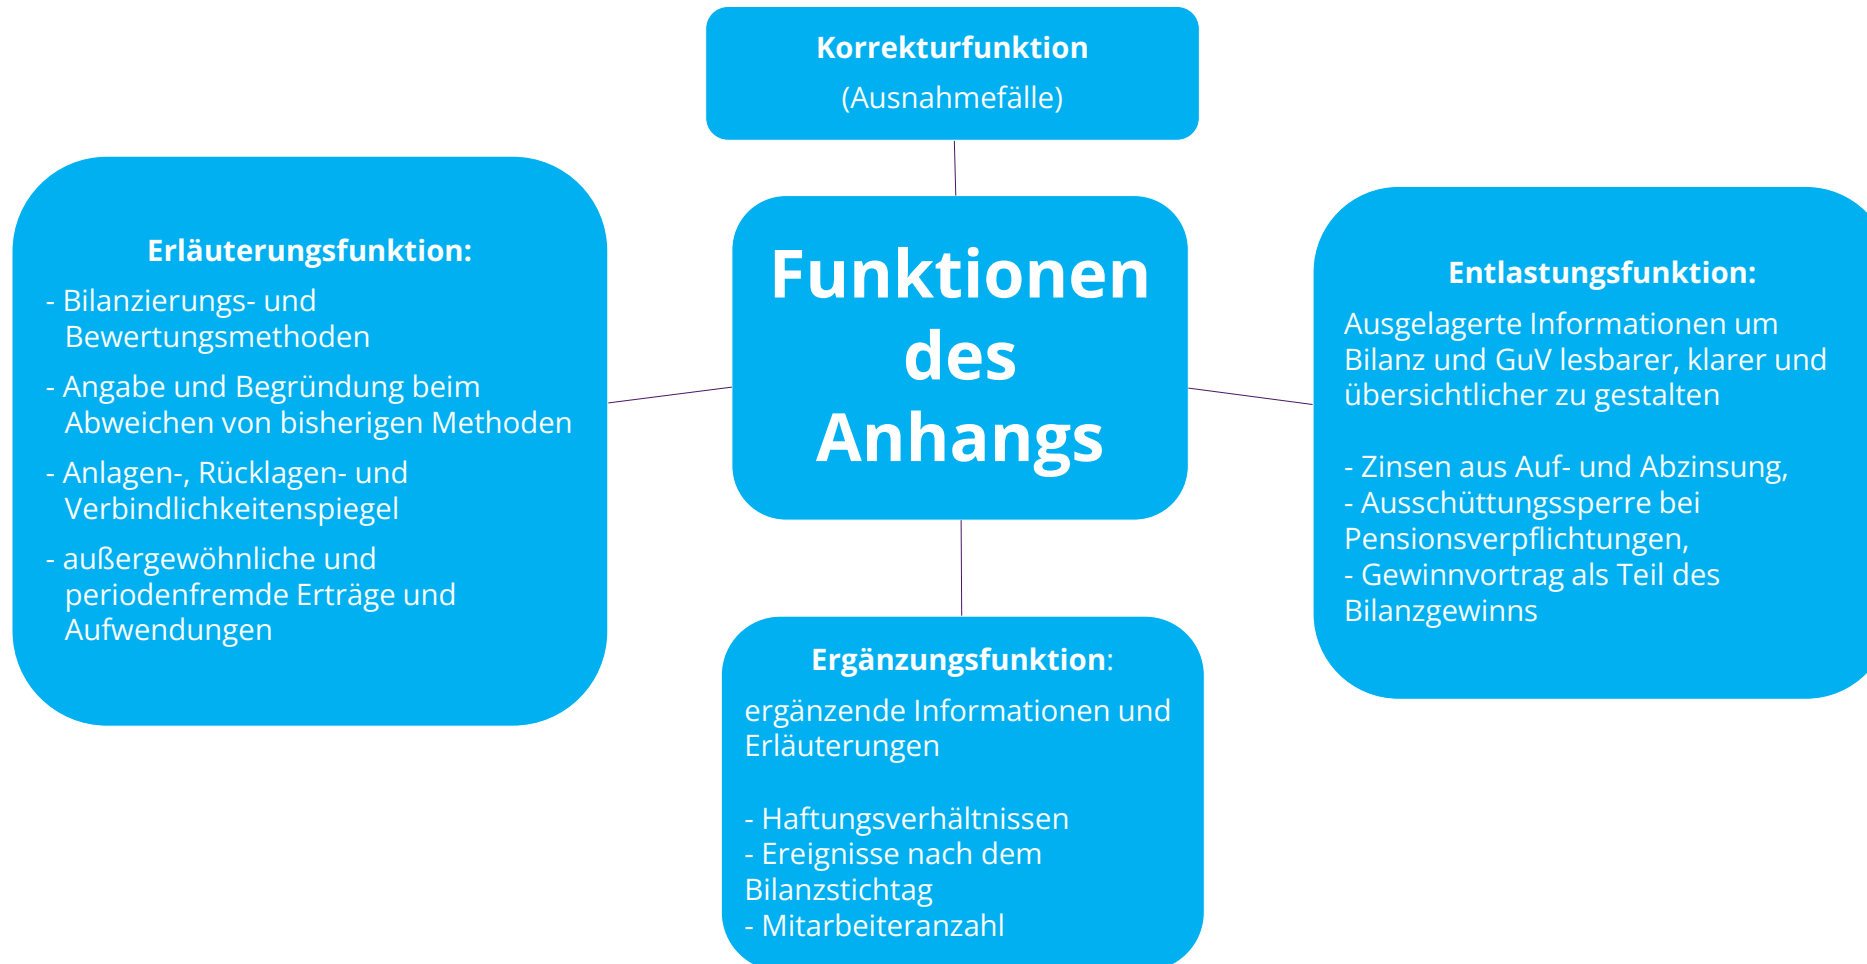 Korrekturfunktion
(Ausnahmefälle)
Erläuterungsfunktion:
- Bilanzierungs- und
Bewertungsmethoden
- Angabe und Begründung beim
Abweichen von bisherigen Methoden
- Anlagen-, Rücklagen- und
Verbindlichkeitenspiegel
- außergewöhnliche und
periodenfremde Erträge und
Aufwendungen
Funktionen
des
Anhangs
Entlastungsfunktion:
Ausgelagerte Informationen um
Bilanz und GuV lesbarer, klarer und
übersichtlicher zu gestalten
- Zinsen aus Auf- und Abzinsung,
- Ausschüttungssperre bei
Pensionsverpflichtungen,
- Gewinnvortrag als Teil des
Bilanzgewinns
Ergänzungsfunktion:
ergänzende Informationen und
Erläuterungen
- Haftungsverhältnissen
- Ereignisse nach dem
Bilanzstichtag
- Mitarbeiteranzahl